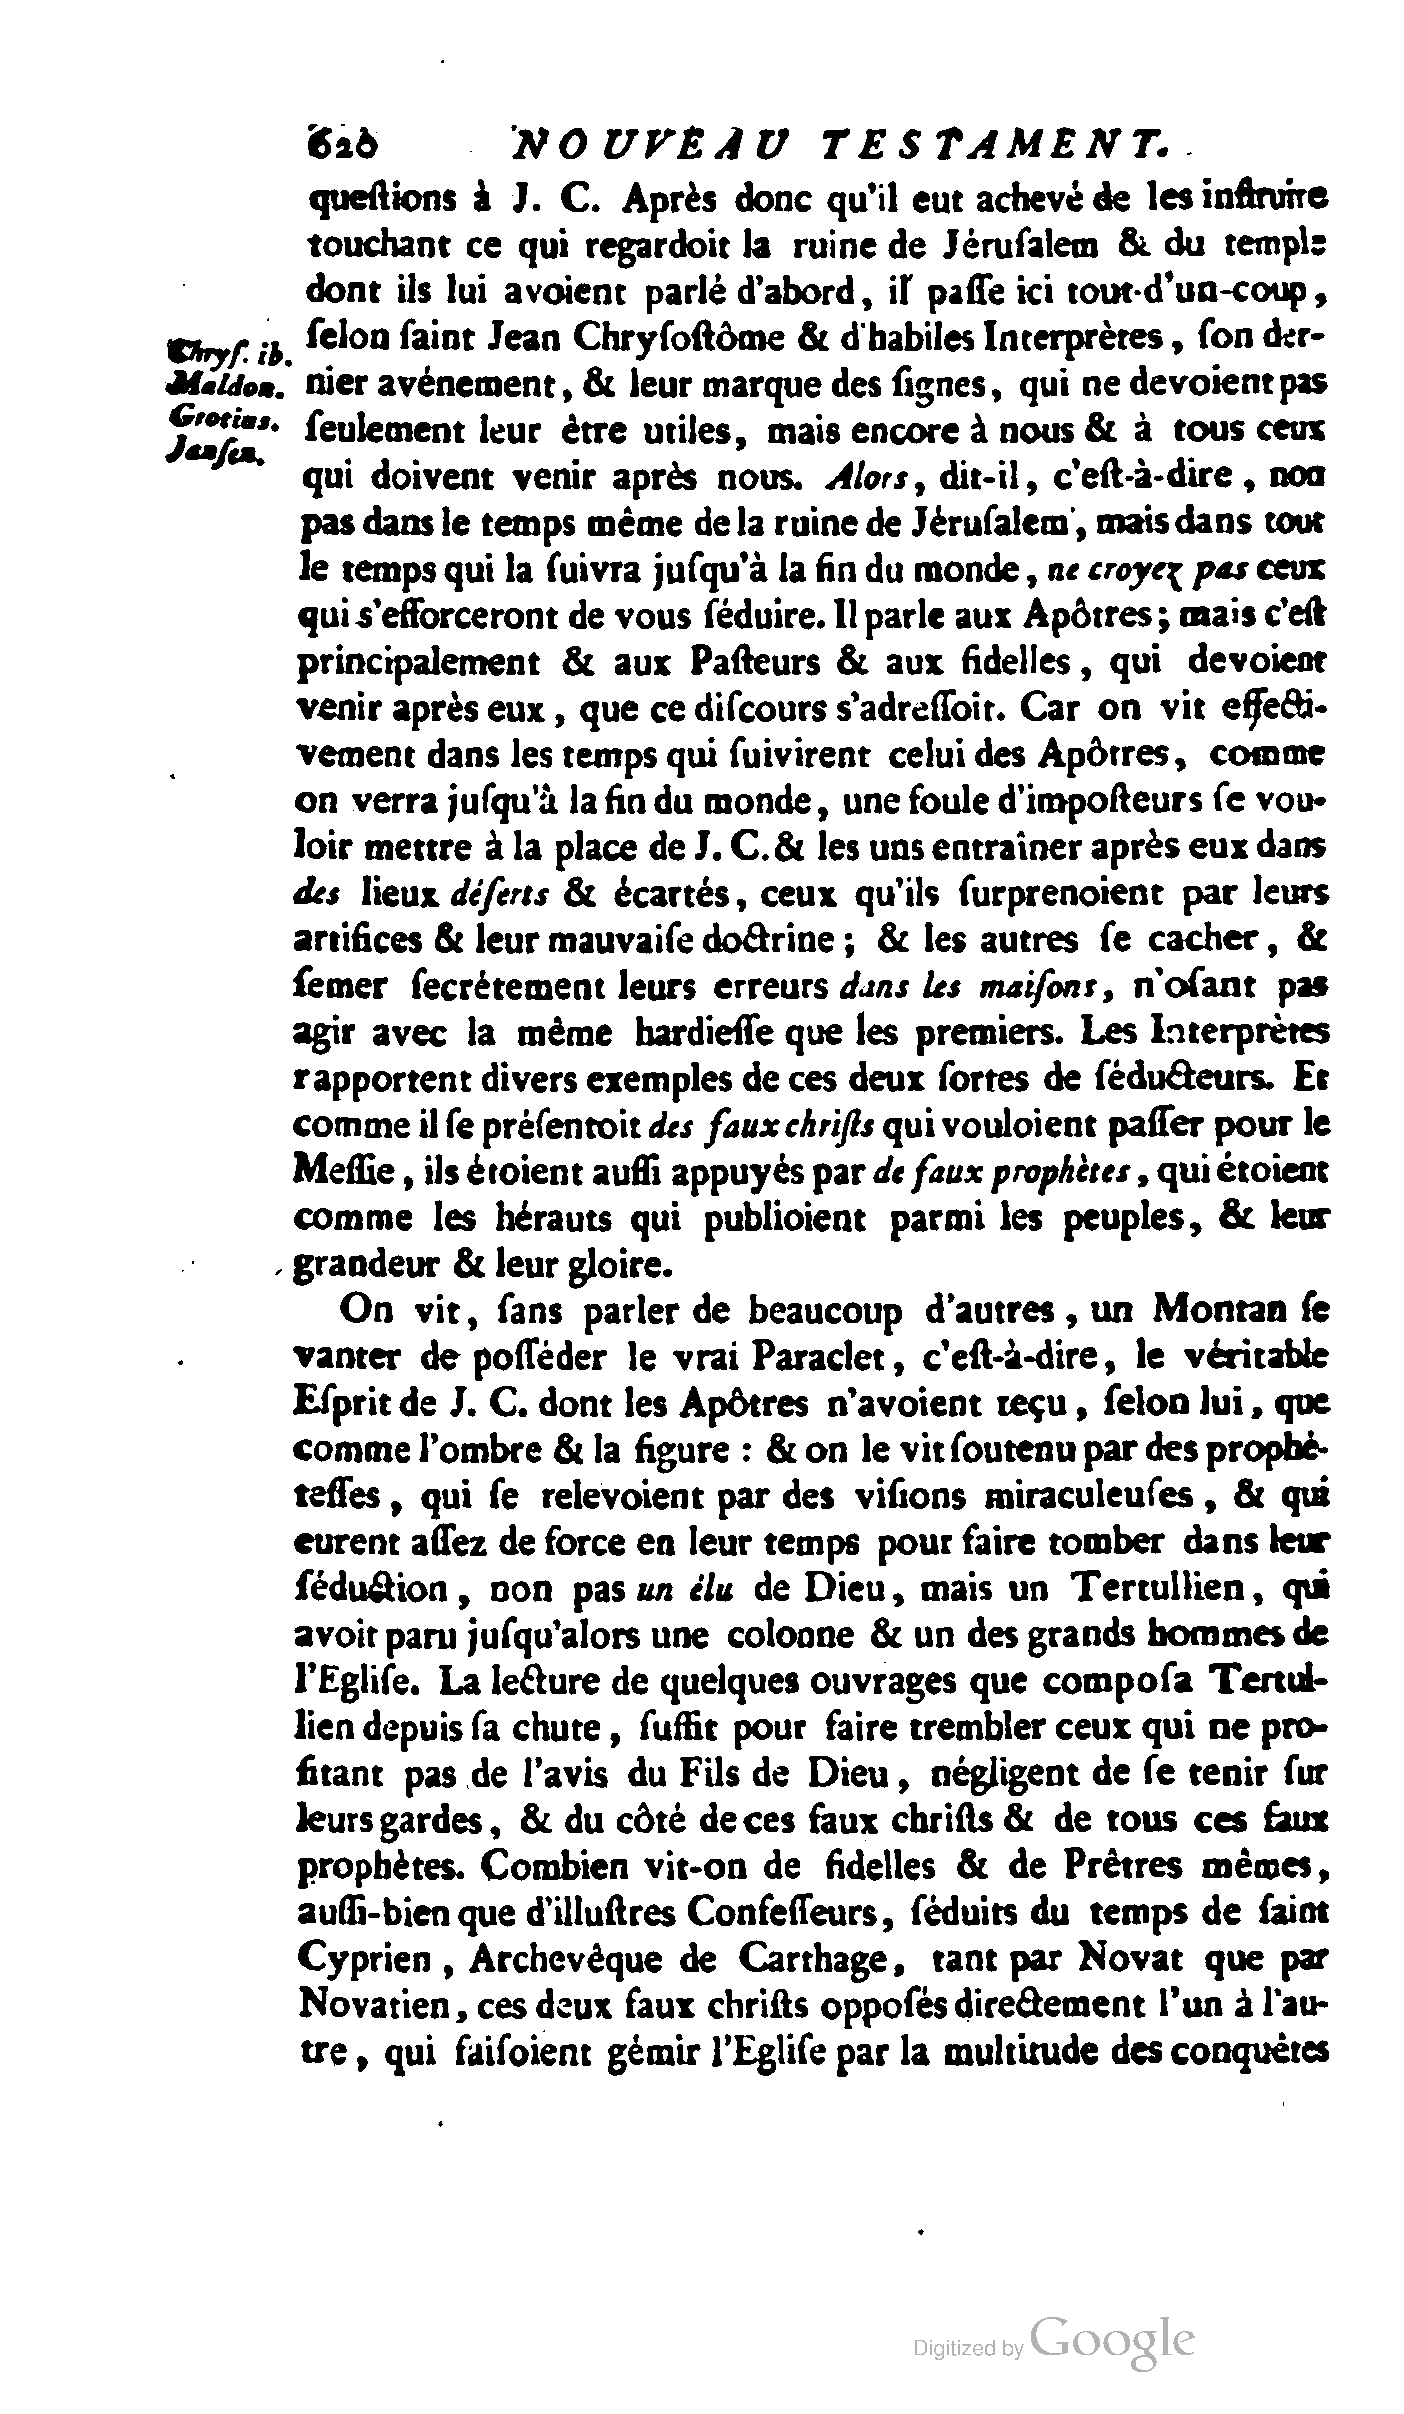 626 NOUVEAU TESTAMENT.
queſtions à J. C. Après donc qu'il eut achevé de les inſtruire
touchant ce qui regardoit la ruine de Jéruſalem & du temple
dont ils lui avoient parlé d'abord, il paſſe ici tout-d'un-coup,
ſelon ſaint Jean Chryſoſtôme & d'habiles Interprètes, ſon der-
Chryſ. ib.
Maldon.
Grotius.
Janſen.
nier avénement, & leur marque des ſignes, qui ne devoient pas
ſeulement leur être utiles, mais encore à nous & à tous ceux
qui doivent venir après nous. Alors, dit-il, c'eſt-à-dire, non
pas dans le temps même de la ruine de Jéruſalem, mais dans tout
le temps qui la ſuivra juſqu'à la fin du monde, ne croyez pas ceux
qui s'efforceront de vous ſéduire. Il parle aux Apôtres; mais c'eſt
principalement & aux Paſteurs & aux fidelles, qui devoient
venir après eux, que ce diſcours s'adreſſoit. Car on vit effecti-
vement dans les temps qui ſuivirent celui des Apôtres, comme
on verra juſqu'à la fin du monde, une foule d'impoſteurs ſe vou-
loir mettre à la place de J. C. & les uns entraîner après eux dans
des lieux déſerts & écartés, ceux qu'ils ſurprenoient par leurs
artifices & leur mauvaiſe doctrine; & les autres ſe cacher, &
ſemer ſecrétement leurs erreurs dans les maiſons, n'oſant pas
agir avec la même hardieſſe que les premiers. Les Interprètes
rapportent divers exemples de ces deux ſortes de ſéducteurs. Et
comme il ſe préſentoit des faux chriſts qui vouloient paſſer pour le
Meſſie, ils étoient auſſi appuyés par de faux prophètes, qui étoient
comme les hérauts qui publioient parmi les peuples, & leur
grandeur & leur gloire.
On vit, ſans parler de beaucoup d'autres, un Montan ſe
vanter de poſſéder le vrai Paraclet, c'eſt-à-dire, le véritable
Eſprit de J. C. dont les Apôtres n'avoient reçu, ſelon lui, que
comme l'ombre & la figure : & on le vit ſoutenu par des prophé-
teſſes, qui ſe relevoient par des viſions miraculeuſes, & qui
eurent aſſez de force en leur temps pour faire tomber dans leur
ſéduction, non pas un élu de Dieu, mais un Tertullien, qui
avoit paru juſqu'alors une colonne & un des grands hommes de
l'Egliſe. La lecture de quelques ouvrages que compoſa Tertul-
lien depuis ſa chute, ſuffit pour faire trembler ceux qui ne pro-
fitant pas de l'avis du Fils de Dieu, négligent de ſe tenir ſur
leurs gardes, & du côté de ces faux chriſts & de tous ces faux
prophètes. Combien vit-on de fidelles & de Prêtres mêmes,
auſſi-bien que d'illuſtres Confeſſeurs, ſéduits du temps de ſaint
Cyprien, Archevêque de Carthage, tant par Novat que par
Novatien, ces deux faux chriſts oppoſés directement l'un à l'au-
tre, qui faiſoient gémir l'Egliſe par la multitude des conquêtes
Digitized by Google